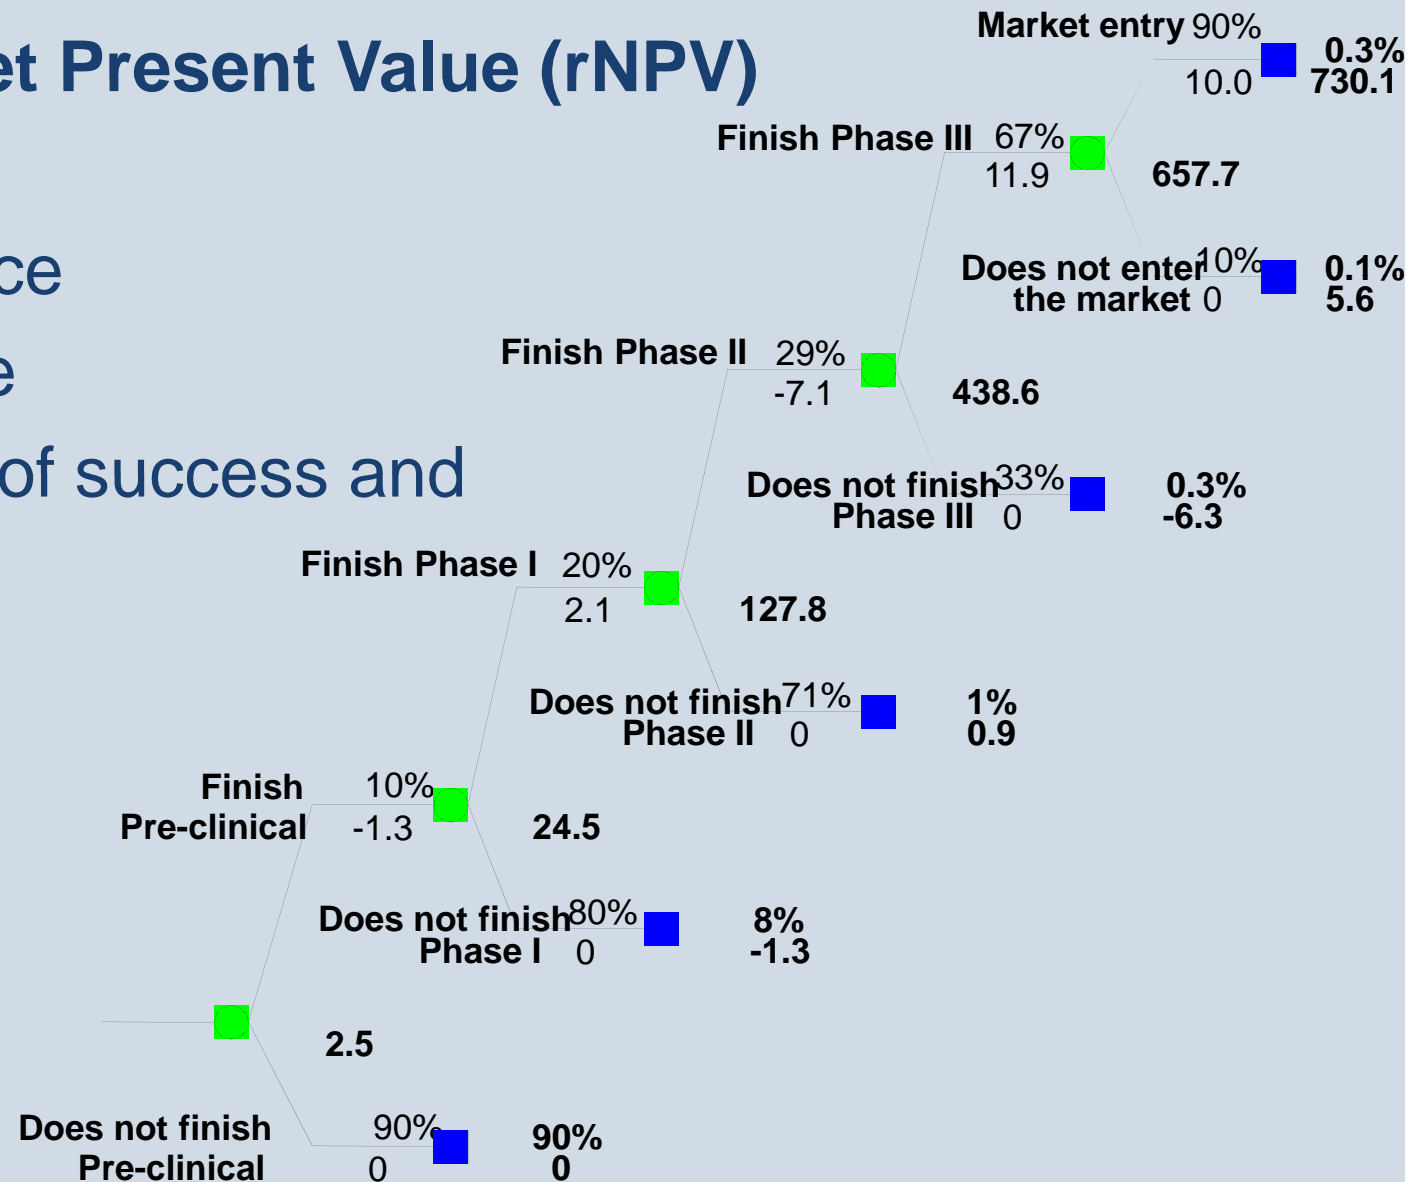 Market entry 90%
et Present Value (rNPV)
0.3%
10.0 730.1
Finish Phase III 67%
11.9 657.7
ce
Does not enter 10% 0.1%
the market 0 5.6
Finish Phase II 29%
e
-7.1 438.6
of success and
Does not finish 33% 0.3%
Phase III 0 -6.3
Finish Phase I 20%
2.1 127.8
Does not finish 71% 1%
Phase II 0 0.9
Finish 10%
Pre-clinical -1.3 24.5
Does not finish 80% 8%
Phase I 0 -1.3
2.5
Does not finish 90% 90%
Pre-clinical 0 0